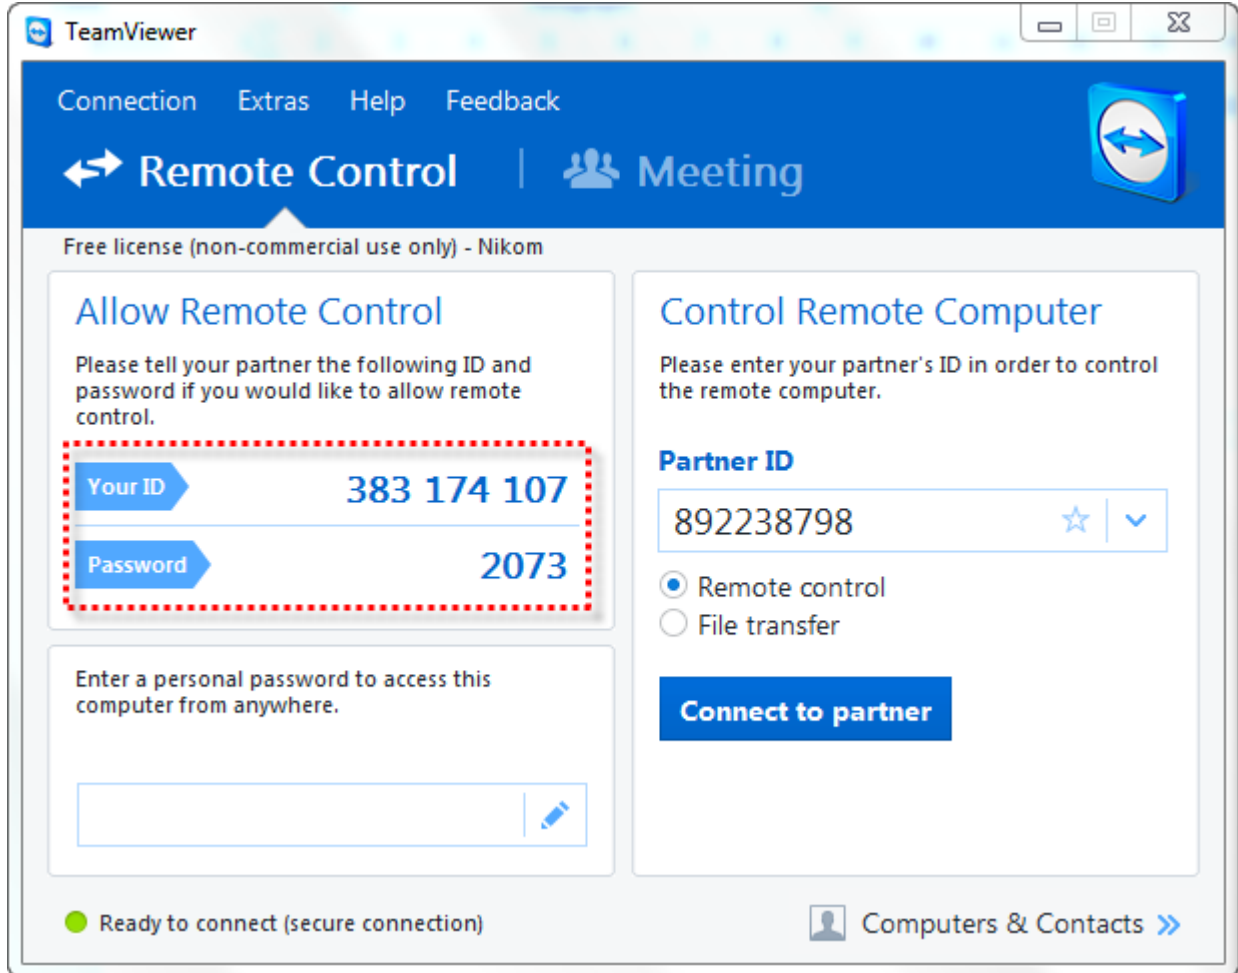 TeamViewer
Connection Extras Help Feedback
Remote Control Meeting
Free license (non-commercial use only) - Nikom
Allow Remote Control
Please tell your partner the following ID and
password if you would like to allow remote
control.
Your ID 383 174 107
Password 2073
Enter a personal password to access this
computer from anywhere.
Control Remote Computer
Please enter your partner's ID in order to control
the remote computer.
Partner ID
892238798
Remote control
File transfer
Connect to partner
Ready to connect (secure connection)
Computers & Contacts